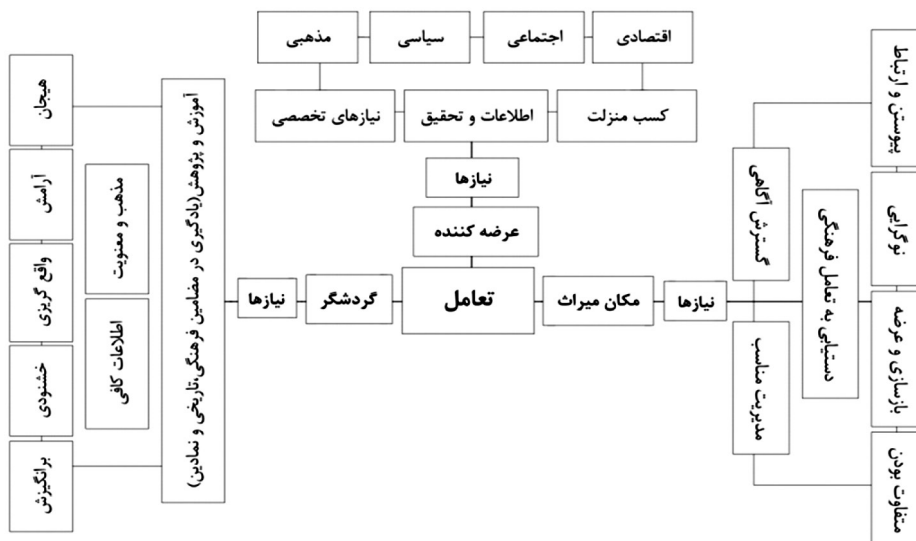 اقتصادی
اجتماعی
سیاسی
مذهبی
کسب منزلت
اطلاعات و تحقیق
نیازهای تخصصی
نیازها
عرضه کننده
تعامل
مکان میراث
نیازها
گسترش آگاهی
مدیریت مناسب
دستیابی به تعامل فرهنگی
پیوستن و ارتباط
نوگرایی
بازسازی و عرضه
متفاوت بودن
گردشگر
نیازها
آموزش و پژوهش(یادگیری در مضامین فرهنگی،تاریخی و نمادین)
مذهب و معنویت
اطلاعات کافی
هیجان
آرامش
واقع گریزی
خشنودی
برانگیزش